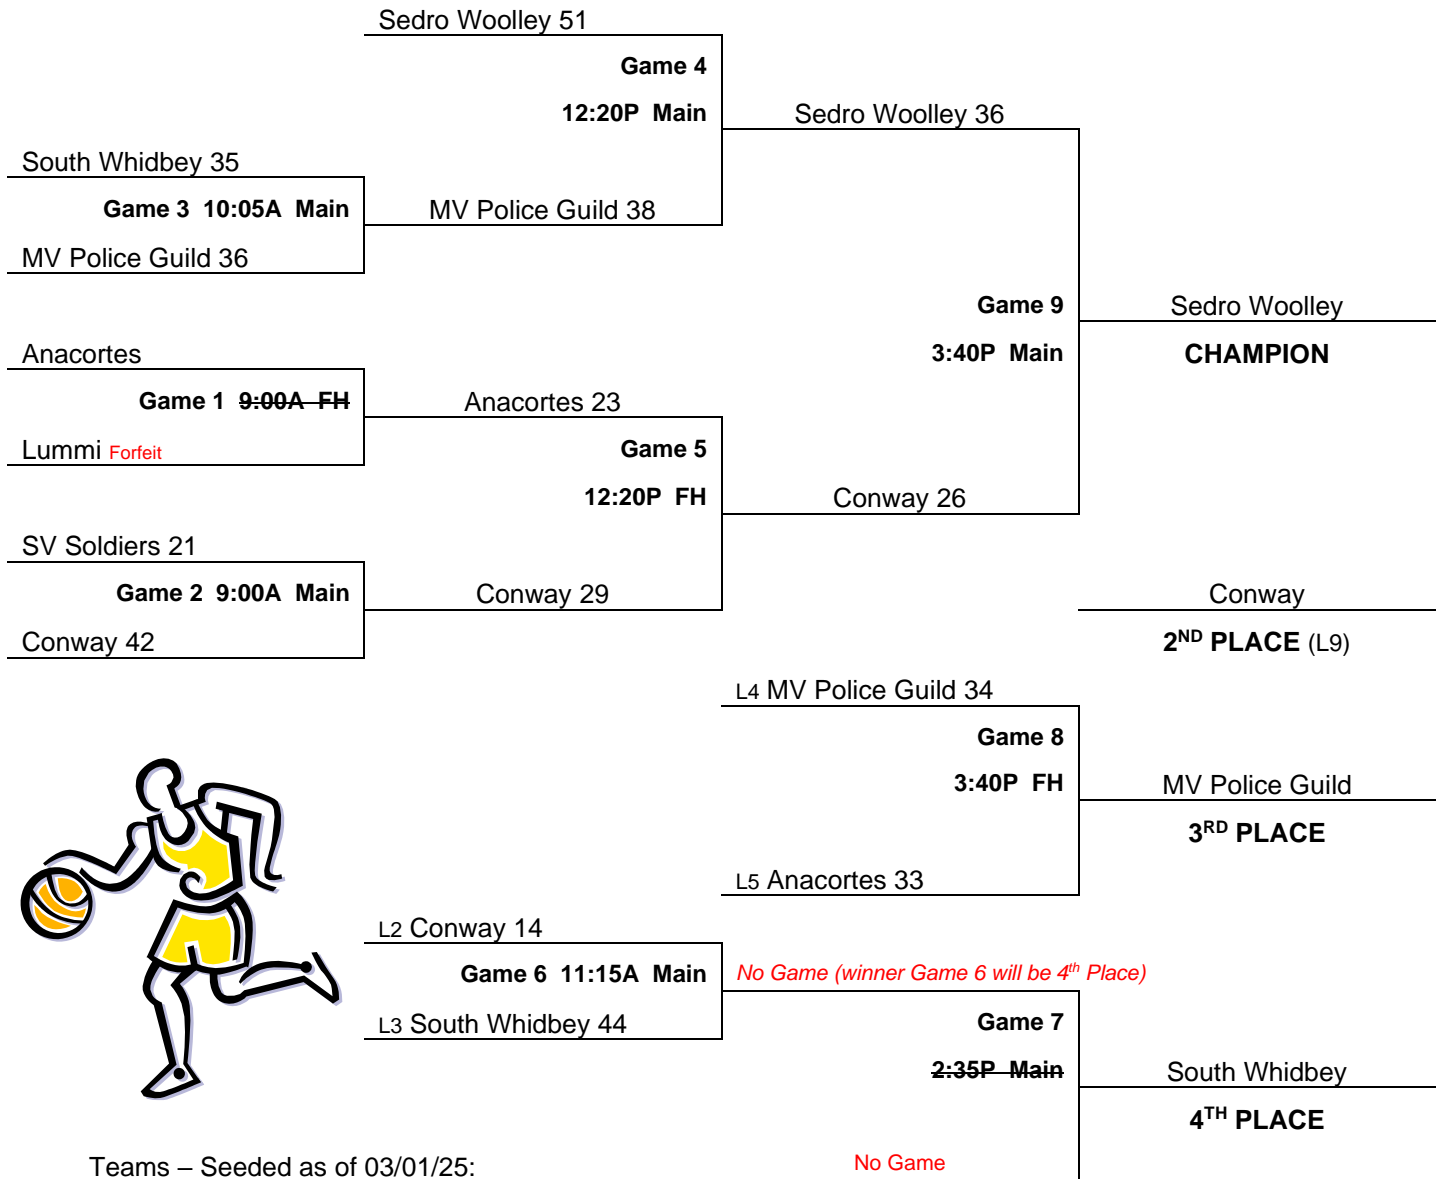 Sedro Woolley 51
Game 4
12:20P Main
Sedro Woolley 36
South Whidbey 35
Game 3 10:05A Main
MV Police Guild 38
MV Police Guild 36
Game 9
Sedro Woolley
3:40P Main
CHAMPION
Anacortes
Game 1 9:00A FH
Anacortes 23
Lummi Forfeit
Game 5
12:20P FH
Conway 26
SV Soldiers 21
Game 2 9:00A Main
Conway 29
Conway
Conway 42
2ND PLACE (L9)
L4 MV Police Guild 34
Game 8
3:40P FH
MV Police Guild
3RD PLACE
L5 Anacortes 33
L2 Conway 14
Game 6 11:15A Main
No Game (winner Game 6 will be 4th Place)
L3 South Whidbey 44
Game 7
2:35P Main
South Whidbey
4TH PLACE
No Game
Teams – Seeded as of 03/01/25: